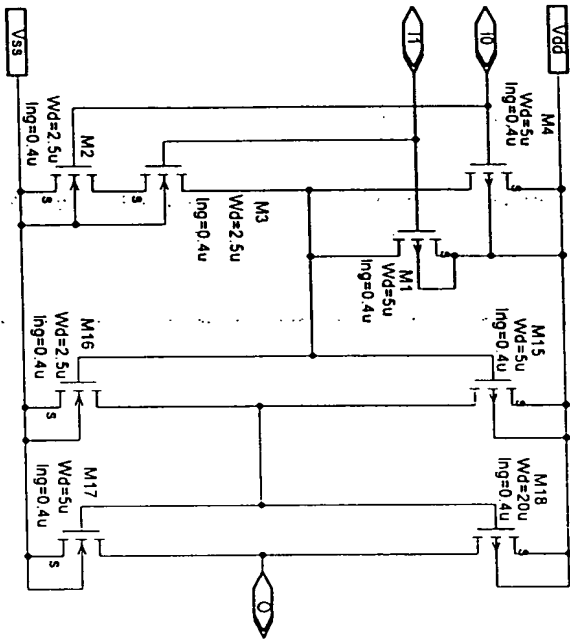 Vdd
M4
Wd=5u
lng=0.4u
s
M15
Wd=5u
lng=0.4u
s
M18
Wd=20u
lng=0.4u
s
I0
s
M1
Wd=5u
lng=0.4u
I1
O
M3
Wd=2.5u
lng=0.4u
s
M2
Wd=2.5u
lng=0.4u
s
M16
Wd=2.5u
lng=0.4u
s
M17
Wd=5u
lng=0.4u
s
Vss